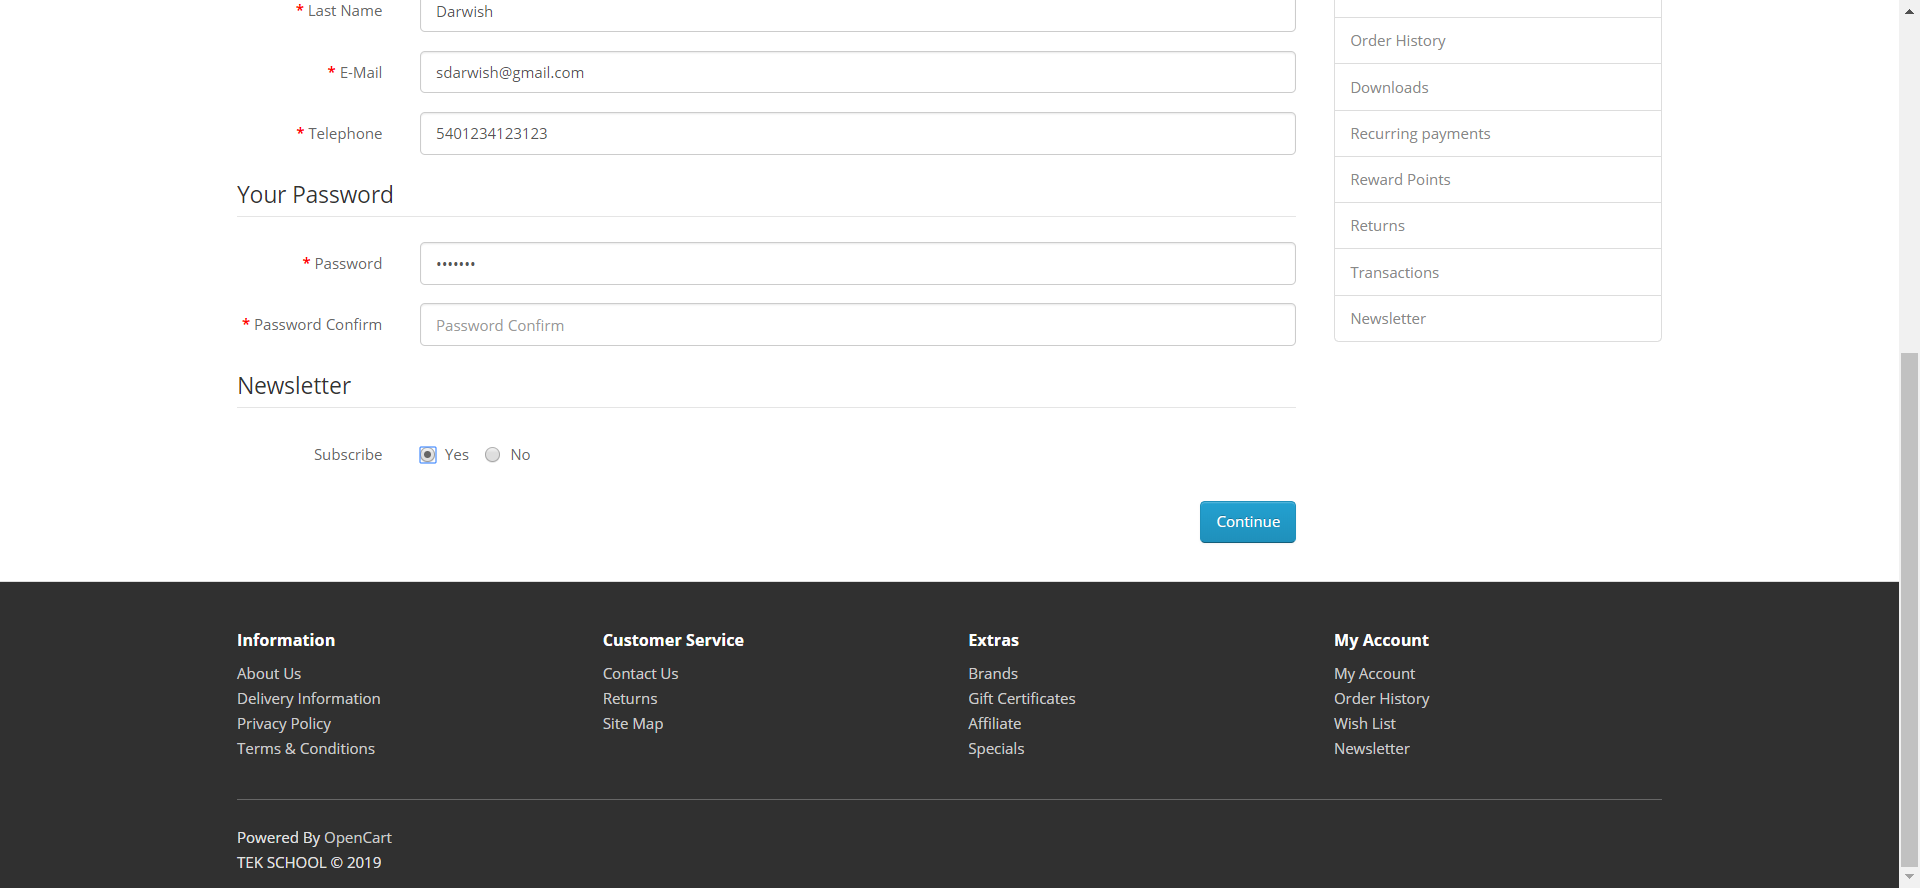 * Last Name
Darwish
* E-Mail
sdarwish@gmail.com
* Telephone
5401234123123
Your Password
* Password
•••••••
* Password Confirm
Password Confirm
Newsletter
Subscribe
Yes No
Continue
Order History
Downloads
Recurring payments
Reward Points
Returns
Transactions
Newsletter
Information
About Us
Delivery Information
Privacy Policy
Terms & Conditions
Customer Service
Contact Us
Returns
Site Map
Extras
Brands
Gift Certificates
Affiliate
Specials
My Account
My Account
Order History
Wish List
Newsletter
Powered By OpenCart
TEK SCHOOL © 2019